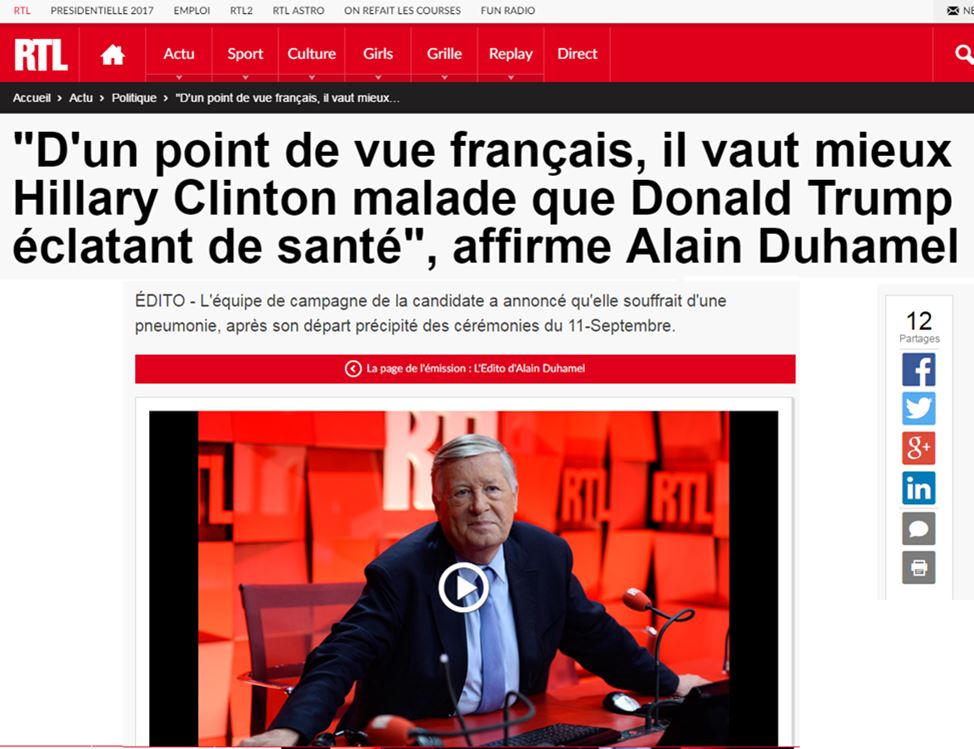 RTL PRESIDENTIELLE 2017 EMPLOI RTL2 RTL ASTRO ON REFAIT LES COURSES FUN RADIO NE
RTL Actu Sport Culture Girls Grille Replay Direct
Accueil > Actu > Politique > "D'un point de vue français, il vaut mieux...
"D'un point de vue français, il vaut mieux
Hillary Clinton malade que Donald Trump
éclatant de santé", affirme Alain Duhamel
ÉDITO - L'équipe de campagne de la candidate a annoncé qu'elle souffrait d'une
pneumonie, après son départ précipité des cérémonies du 11-Septembre.
12
Partages
La page de l'émission : L'Edito d'Alain Duhamel
f
g+
in
RTL
RTL
RTL
RTL